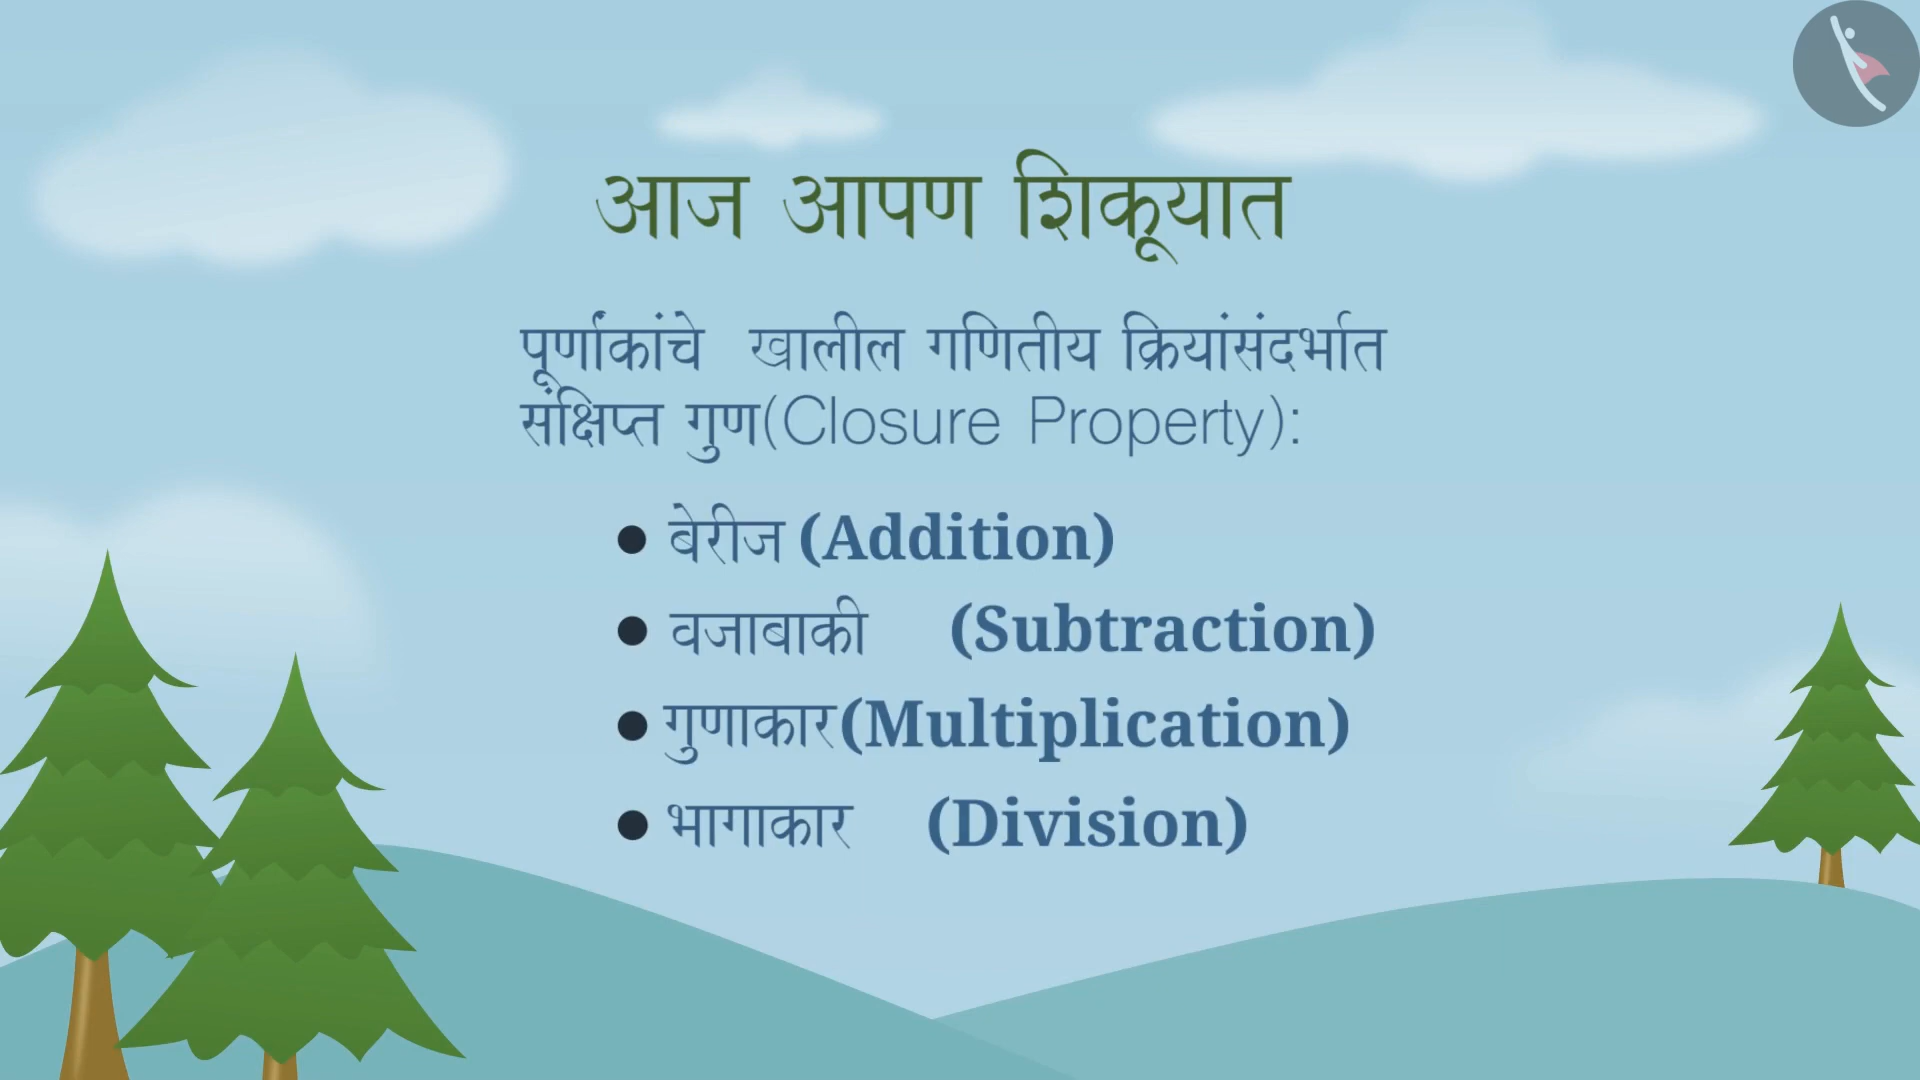 आज आपण शिकूयात
पूर्णांकांचे खालील गणितीय क्रियांसंदर्भात
संक्षिप्त गुण(Closure Property):
● बेरीज (Addition)
● वजाबाकी (Subtraction)
● गुणाकार(Multiplication)
● भागाकार (Division)